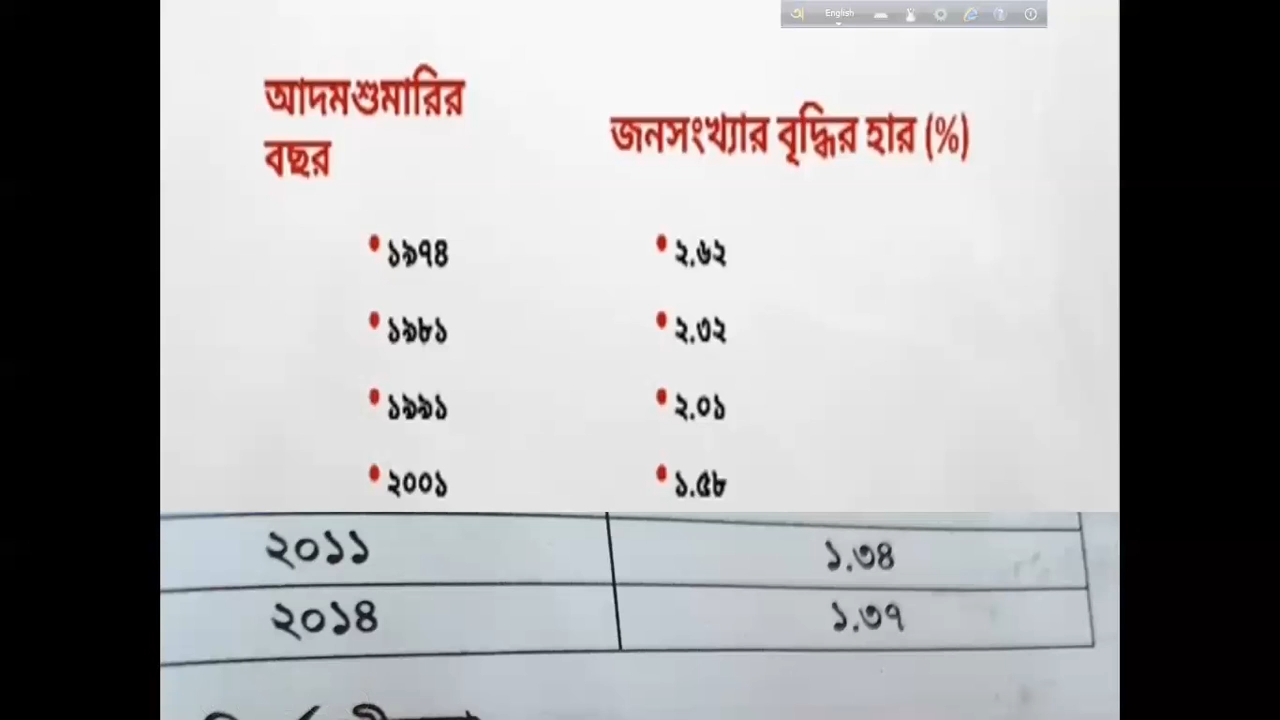 অ English
আদমশুমারির
বছর
জনসংখ্যার বৃদ্ধির হার (%)
১৯৭৪ ২.৬২
১৯৮১ ২.৩২
১৯৯১ ২.০১
২০০১ ১.৫৮
২০১১ ১.৩৪
২০১৪ ১.৩৭